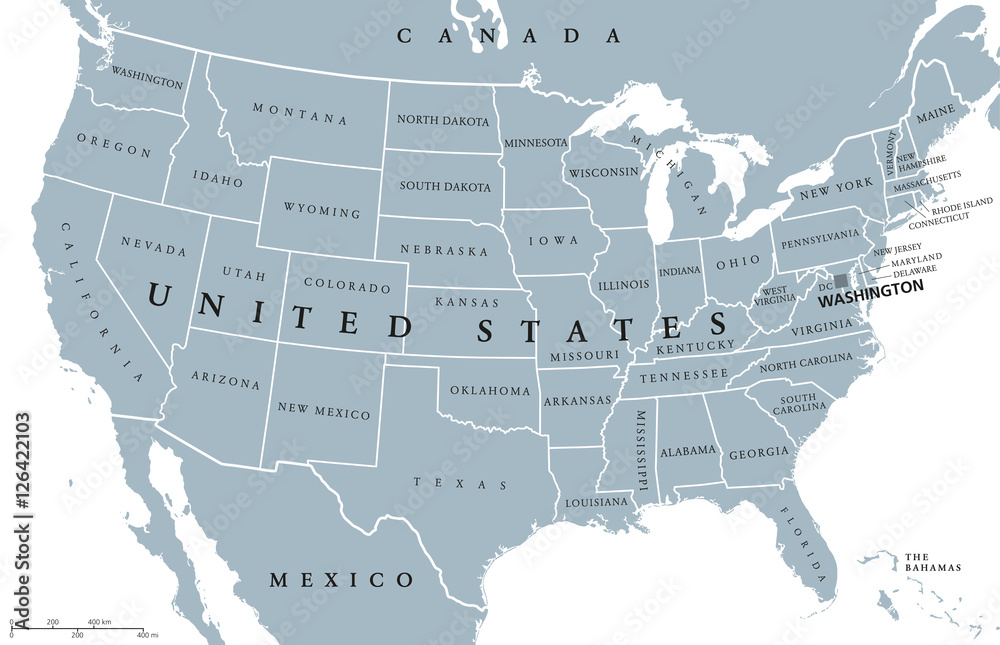 CANADA
WASHINGTON
MONTANA
NORTH DAKOTA
MINNESOTA
MICHIGAN
MAINE
VERMONT
NEW
HAMPSHIRE
OREGON
IDAHO
SOUTH DAKOTA
WISCONSIN
NEW YORK
MASSACHUSETTS
RHODE ISLAND
CONNECTICUT
WYOMING
NEVADA
UTAH
COLORADO
NEBRASKA
IOWA
ILLINOIS
INDIANA
OHIO
PENNSYLVANIA
NEW JERSEY
MARYLAND
DELAWARE
DC
WASHINGTON
WEST
VIRGINIA
CALIFORNIA
KANSAS
UNITED STATES
MISSOURI
KENTUCKY
VIRGINIA
ARIZONA
NEW MEXICO
OKLAHOMA
ARKANSAS
TENNESSEE
NORTH CAROLINA
SOUTH
CAROLINA
TEXAS
LOUISIANA
MISSISSIPPI
ALABAMA
GEORGIA
FLORIDA
MEXICO
THE
BAHAMAS
0 200 400 km
0 200 400 mi
Adobe Stock | #126422103
Adobe Stock